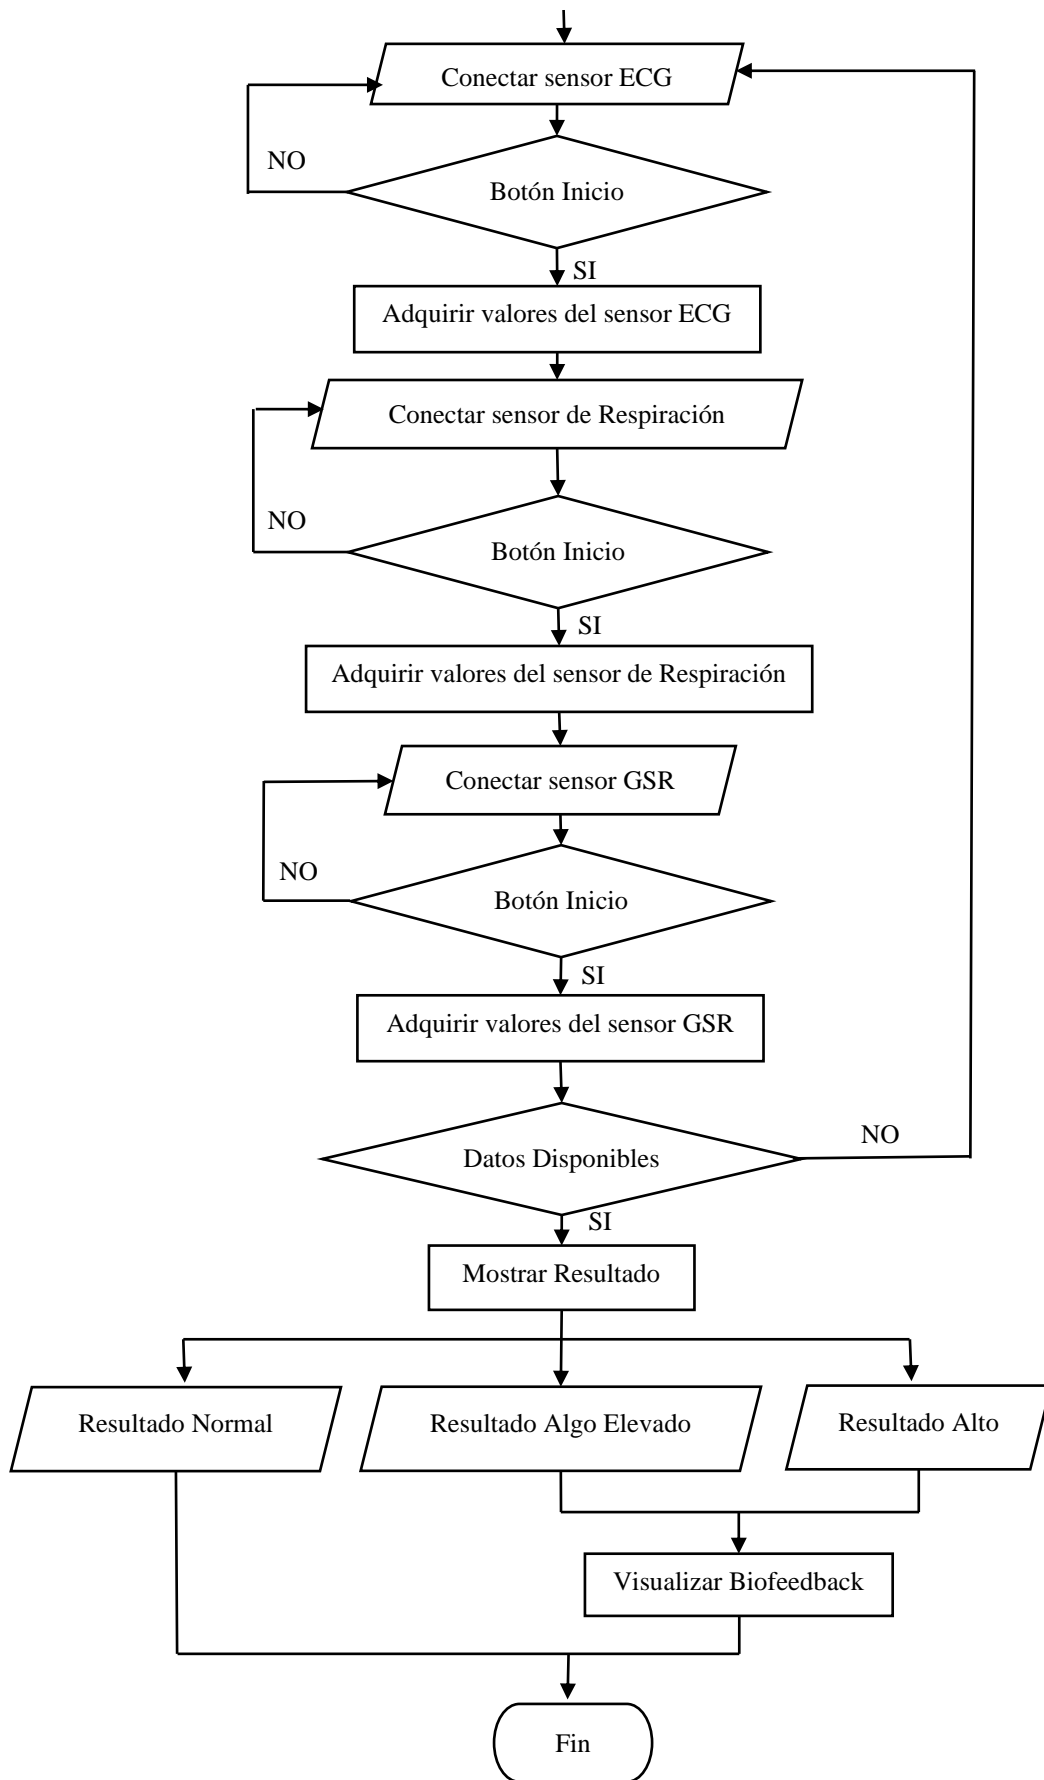 Conectar sensor ECG
NO
Botón Inicio
SI
Adquirir valores del sensor ECG
Conectar sensor de Respiración
NO
Botón Inicio
SI
Adquirir valores del sensor de Respiración
Conectar sensor GSR
NO
Botón Inicio
SI
Adquirir valores del sensor GSR
NO
Datos Disponibles
SI
Mostrar Resultado
Resultado Normal
Resultado Algo Elevado
Resultado Alto
Visualizar Biofeedback
Fin